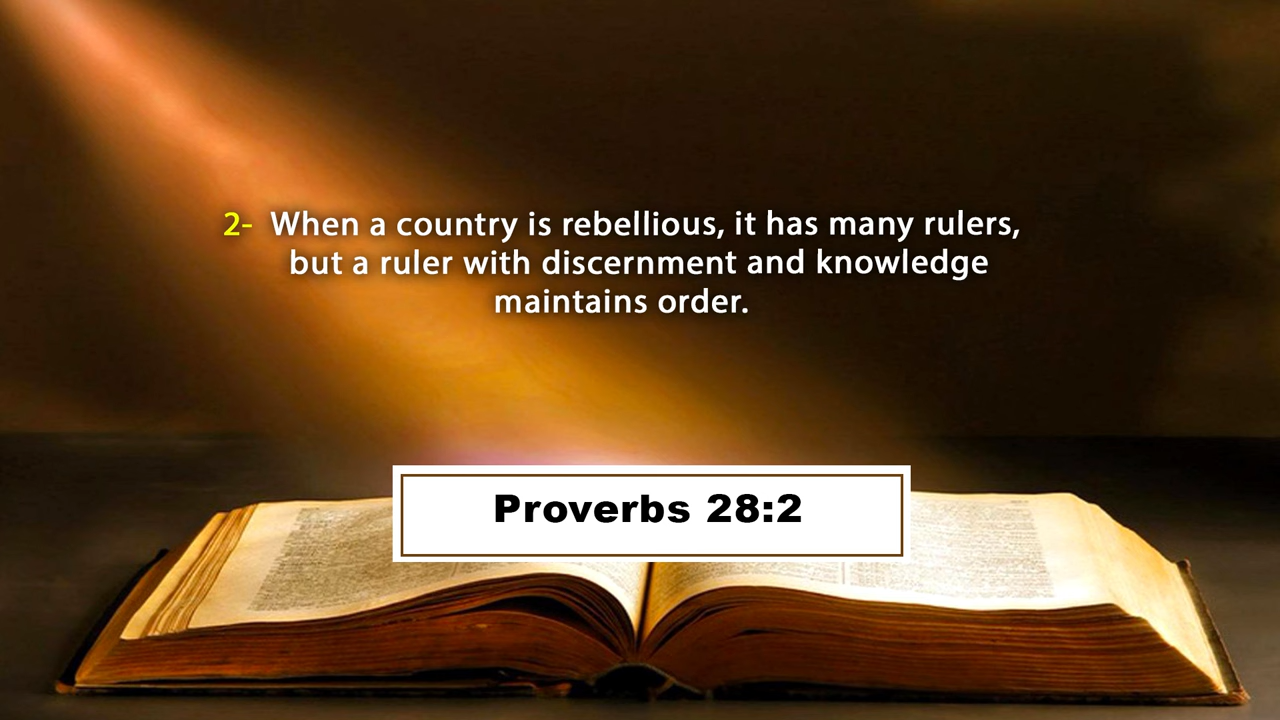 2- When a country is rebellious, it has many rulers,
but a ruler with discernment and knowledge
maintains order.
Proverbs 28:2